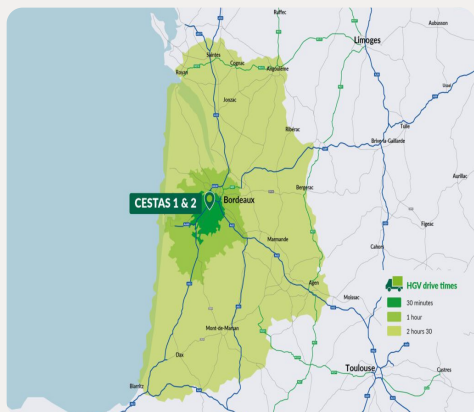 Ruffec
Aubusson
Limoges
Saintes
Cognac
Angoulême
Royan
Ussel
Jonzac
Tulle
Ribérac
Brive-la-Gaillarde
Aurillac
Bergerac
CESTAS 1 & 2
Bordeaux
Figeac
Marmande
Cahors
Agen
HGV drive times
Moissac
30 minutes
1 hour
Mont-de-Marsan
2 hours 30
Dax
Toulouse
Castres
Biarritz